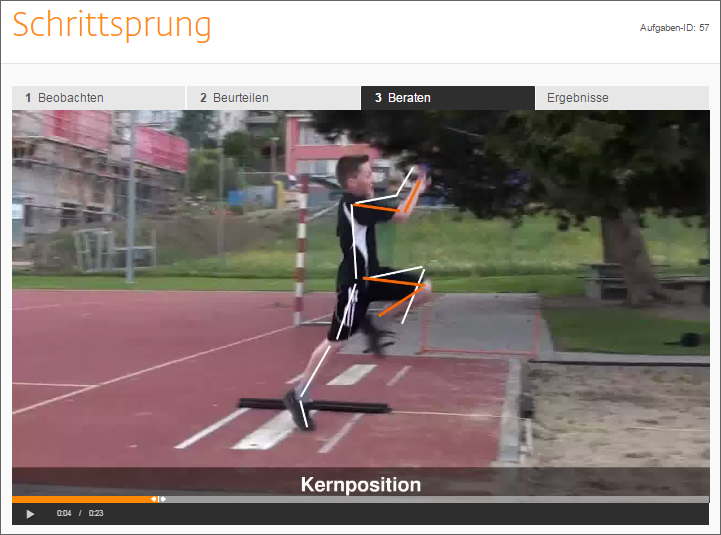 Schrittsprung
Aufgaben-ID: 57
1 Beobachten
2 Beurteilen
3 Beraten
Ergebnisse
Kernposition
0:04 / 0:23